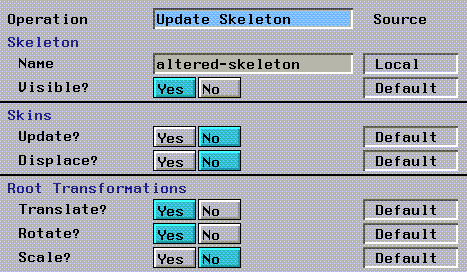 Operation Update Skeleton Source
Skeleton
Name altered-skeleton Local
Visible? Yes No Default
Skins
Update? Yes No Default
Displace? Yes No Default
Root Transformations
Translate? Yes No Default
Rotate? Yes No Default
Scale? Yes No Default